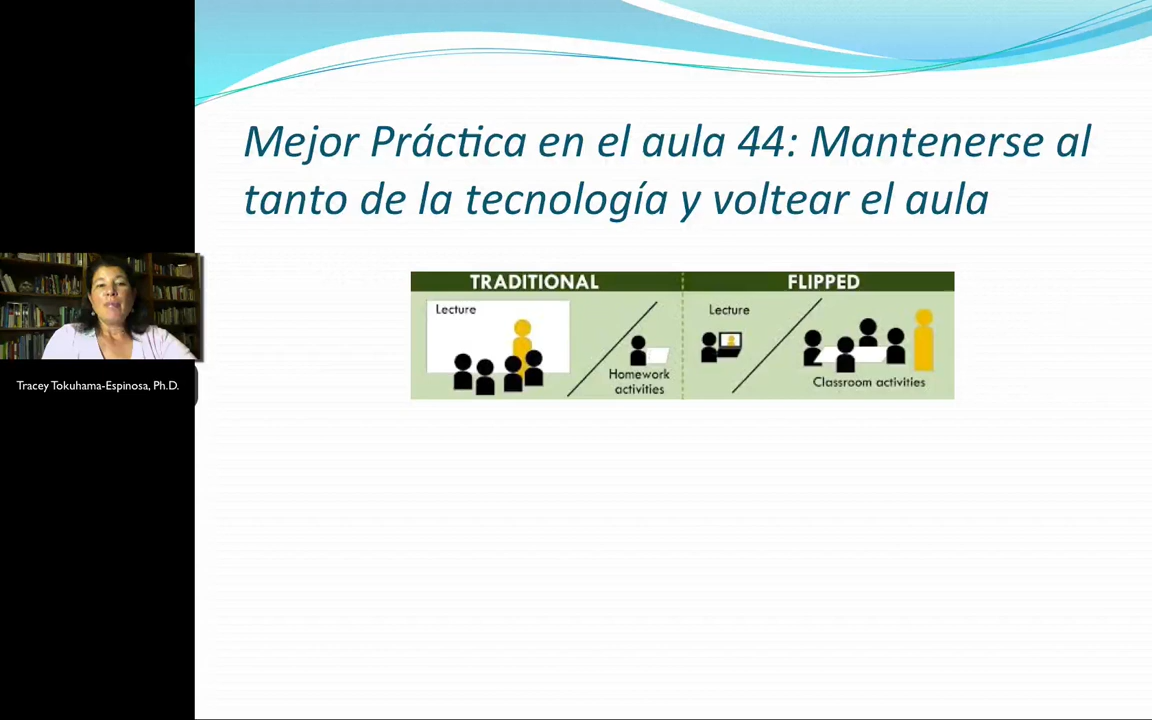 Mejor Práctica en el aula 44: Mantenerse al
tanto de la tecnología y voltear el aula
TRADITIONAL
FLIPPED
Lecture
Homework
activities
Lecture
Classroom activities
Tracey Tokuhama-Espinosa, Ph.D.